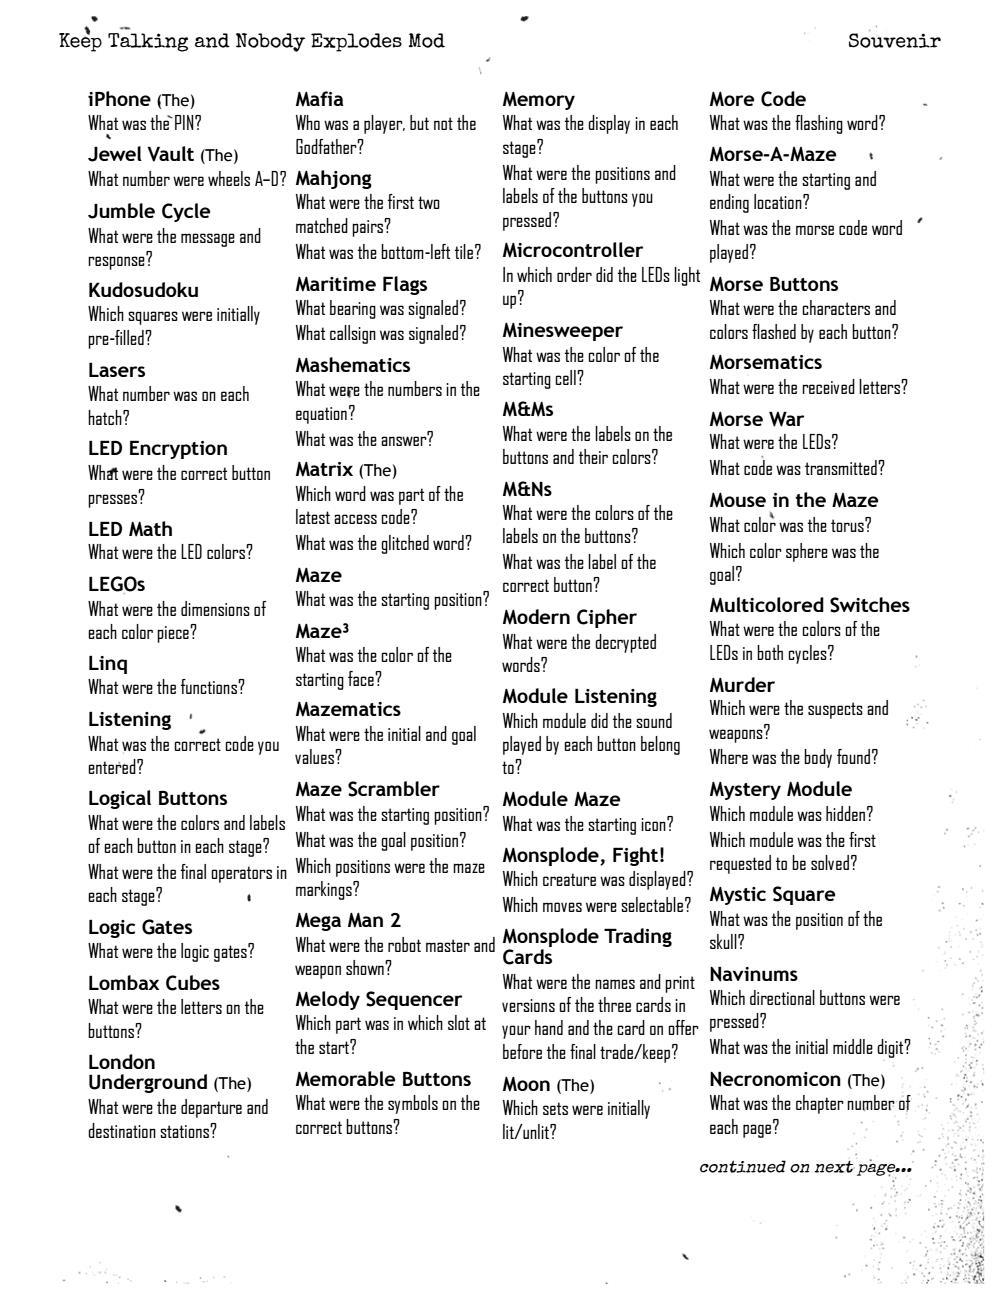 Keep Talking and Nobody Explodes Mod
Souvenir
iPhone (The)
What was the PIN?
Jewel Vault (The)
What number were wheels A–D?
Jumble Cycle
What were the message and
response?
Kudosudoku
Which squares were initially
pre-filled?
Lasers
What number was on each
hatch?
LED Encryption
What were the correct button
presses?
LED Math
What were the LED colors?
LEGOs
What were the dimensions of
each color piece?
Linq
What were the functions?
Listening
What was the correct code you
entered?
Logical Buttons
What were the colors and labels
of each button in each stage?
What were the final operators in
each stage?
Logic Gates
What were the logic gates?
Lombax Cubes
What were the letters on the
buttons?
London
Underground (The)
What were the departure and
destination stations?
Mafia
Who was a player, but not the
Godfather?
Mahjong
What were the first two
matched pairs?
What was the bottom-left tile?
Maritime Flags
What bearing was signaled?
What callsign was signaled?
Mashematics
What were the numbers in the
equation?
What was the answer?
Matrix (The)
Which word was part of the
latest access code?
What was the glitched word?
Maze
What was the starting position?
Maze³
What was the color of the
starting face?
Mazematics
What were the initial and goal
values?
Maze Scrambler
What was the starting position?
What was the goal position?
Which positions were the maze
markings?
Mega Man 2
What were the robot master and
weapon shown?
Melody Sequencer
Which part was in which slot at
the start?
Memorable Buttons
What were the symbols on the
correct buttons?
Memory
What was the display in each
stage?
What were the positions and
labels of the buttons you
pressed?
Microcontroller
In which order did the LEDs light
up?
Minesweeper
What was the color of the
starting cell?
M&Ms
What were the labels on the
buttons and their colors?
M&Ns
What were the colors of the
labels on the buttons?
What was the label of the
correct button?
Modern Cipher
What were the decrypted
words?
Module Listening
Which module did the sound
played by each button belong
to?
Module Maze
What was the starting icon?
Monsplode, Fight!
Which creature was displayed?
Which moves were selectable?
Monsplode Trading
Cards
What were the names and print
versions of the three cards in
your hand and the card on offer
before the final trade/keep?
Moon (The)
Which sets were initially
lit/unlit?
More Code
What was the flashing word?
Morse-A-Maze
What were the starting and
ending location?
What was the morse code word
played?
Morse Buttons
What were the characters and
colors flashed by each button?
Morsematics
What were the received letters?
Morse War
What were the LEDs?
What code was transmitted?
Mouse in the Maze
What color was the torus?
Which color sphere was the
goal?
Multicolored Switches
What were the colors of the
LEDs in both cycles?
Murder
Which were the suspects and
weapons?
Where was the body found?
Mystery Module
Which module was hidden?
Which module was the first
requested to be solved?
Mystic Square
What was the position of the
skull?
Navinums
Which directional buttons were
pressed?
What was the initial middle digit?
Necronomicon (The)
What was the chapter number of
each page?
continued on next page...